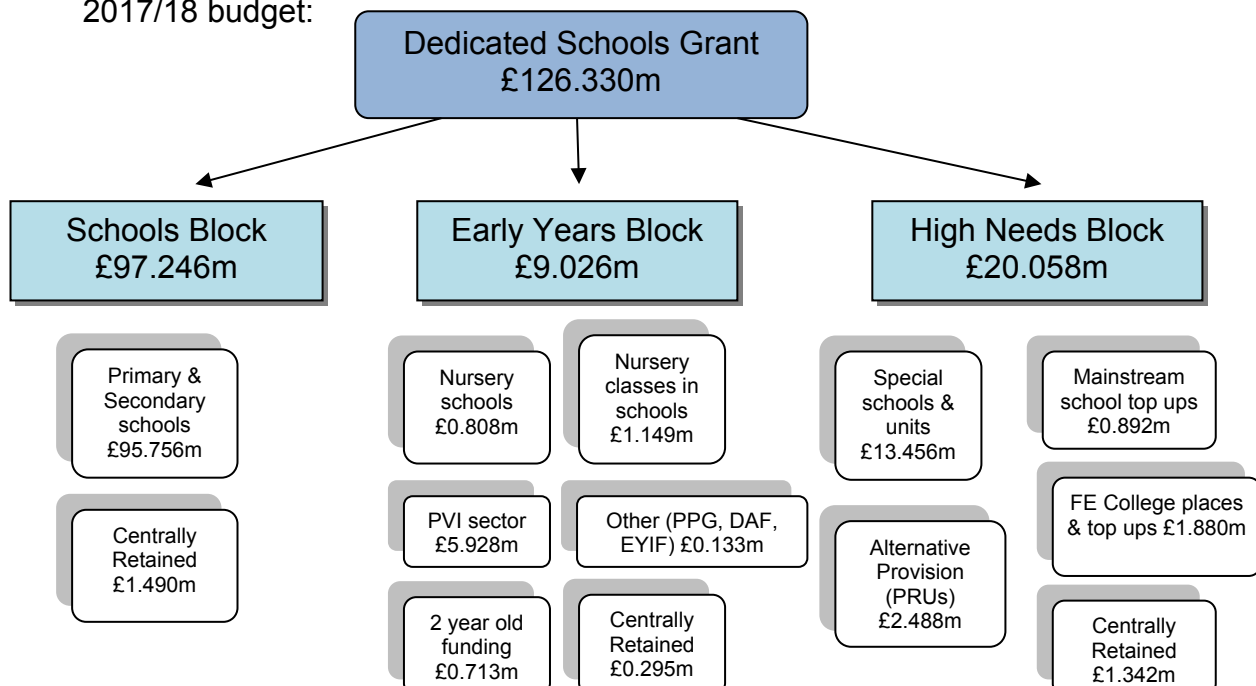 2017/18 budget:
Dedicated Schools Grant
£126.330m
Schools Block
£97.246m
Early Years Block
£9.026m
High Needs Block
£20.058m
Primary &
Secondary
schools
£95.756m
Centrally
Retained
£1.490m
Nursery
schools
£0.808m
Nursery
classes in
schools
£1.149m
PVI sector
£5.928m
Other (PPG, DAF,
EYIF) £0.133m
2 year old
funding
£0.713m
Centrally
Retained
£0.295m
Special
schools &
units
£13.456m
Mainstream
school top ups
£0.892m
Alternative
Provision
(PRUs)
£2.488m
FE College places
& top ups £1.880m
Centrally
Retained
£1.342m